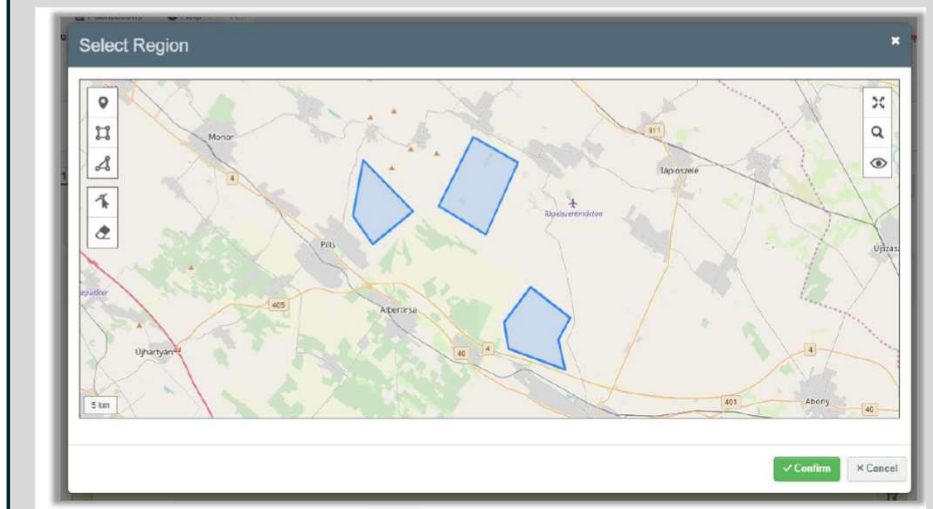 Select Region
Monor
4
311
Tápiószele
Tápiószentmárton
Pilis
Újszász
405
Albertirsa
Újhartyán
40
4
4
5 km
401
Abony
40
Confirm
Cancel